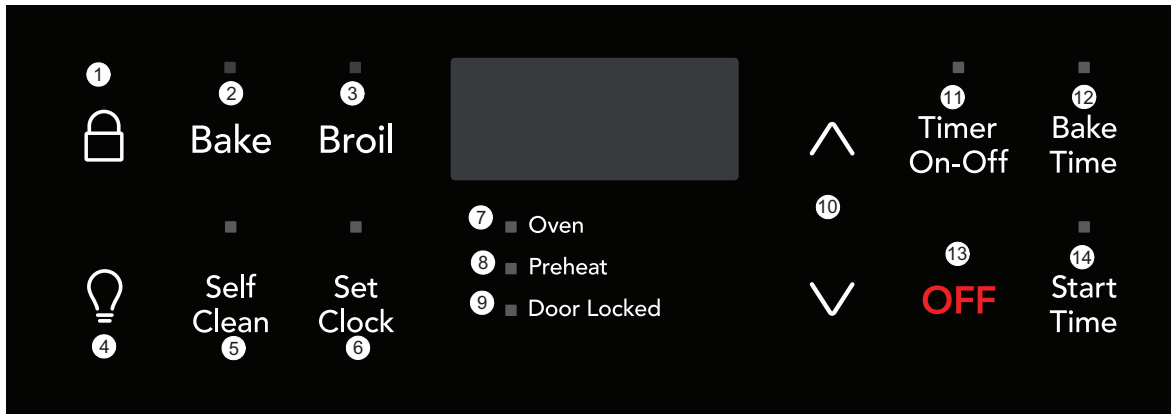 1
2
3
Bake
Broil
4
Self
Clean
5
Set
Clock
6
7 Oven
8 Preheat
9 Door Locked
10
11
Timer
On-Off
12
Bake
Time
13
OFF
14
Start
Time